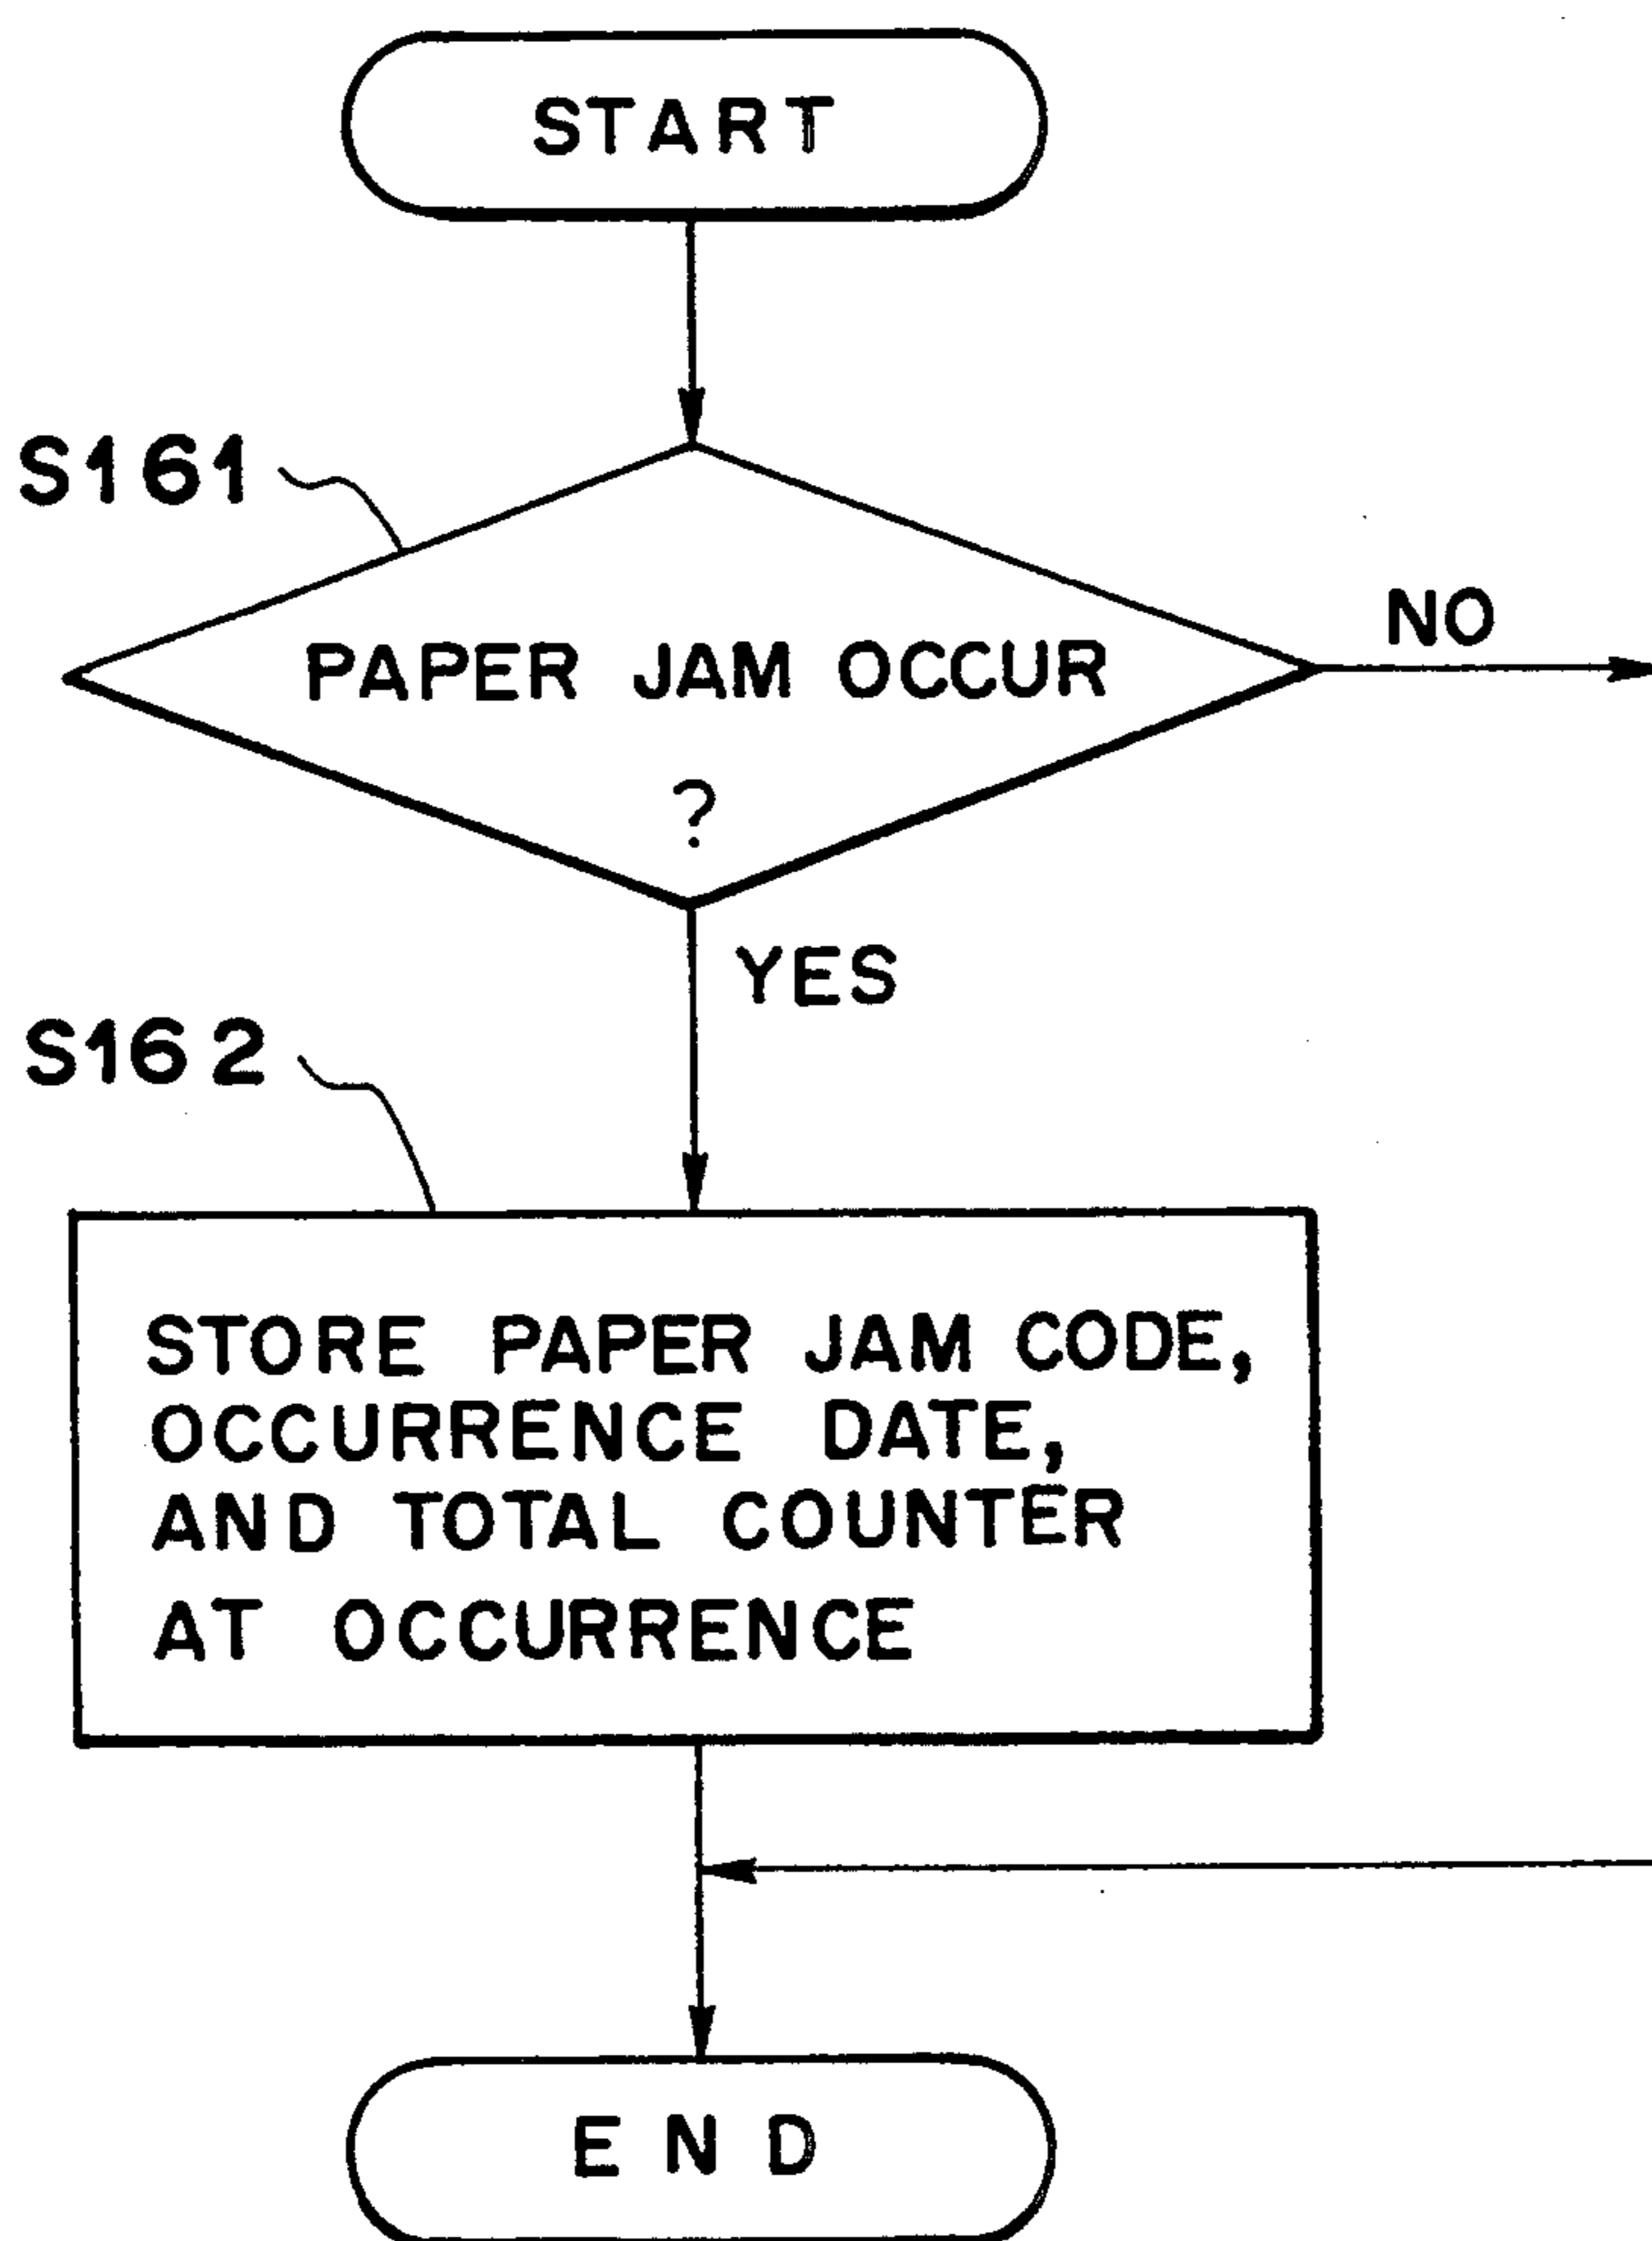 START
S161
PAPER JAM OCCUR
?
NO
YES
S162
STORE PAPER JAM CODE,
OCCURRENCE DATE,
AND TOTAL COUNTER
AT OCCURRENCE
END